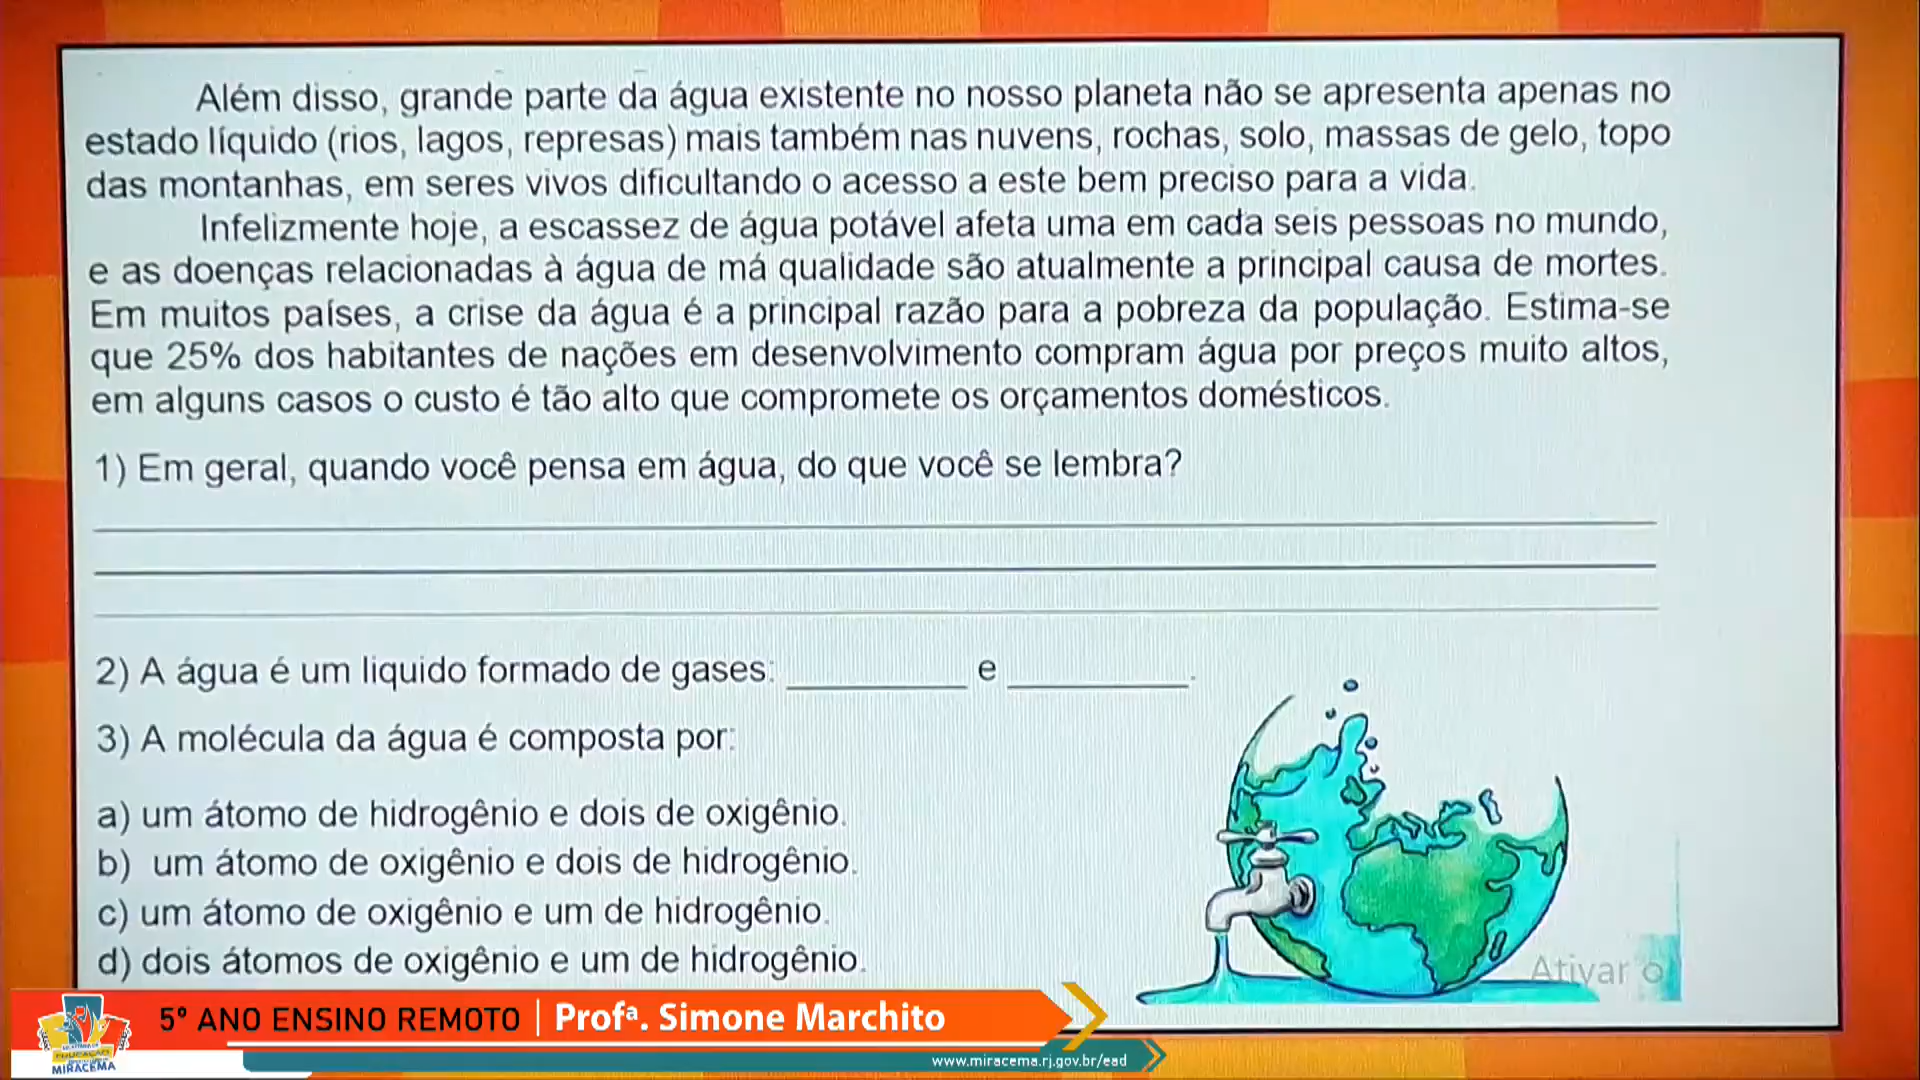 Além disso, grande parte da água existente no nosso planeta não se apresenta apenas no
estado líquido (rios, lagos, represas) mais também nas nuvens, rochas, solo, massas de gelo, topo
das montanhas, em seres vivos dificultando o acesso a este bem preciso para a vida.
Infelizmente hoje, a escassez de água potável afeta uma em cada seis pessoas no mundo,
e as doenças relacionadas à água de má qualidade são atualmente a principal causa de mortes.
Em muitos países, a crise da água é a principal razão para a pobreza da população. Estima-se
que 25% dos habitantes de nações em desenvolvimento compram água por preços muito altos,
em alguns casos o custo é tão alto que compromete os orçamentos domésticos.
1) Em geral, quando você pensa em água, do que você se lembra?
2) A água é um liquido formado de gases: __________ e __________.
3) A molécula da água é composta por:
a) um átomo de hidrogênio e dois de oxigênio.
b) um átomo de oxigênio e dois de hidrogênio.
c) um átomo de oxigênio e um de hidrogênio.
d) dois átomos de oxigênio e um de hidrogênio.
Ativar o
5º ANO ENSINO REMOTO | Profª. Simone Marchito
EDUCAÇÃO
MIRACEMA
www.miracema.rj.gov.br/ead